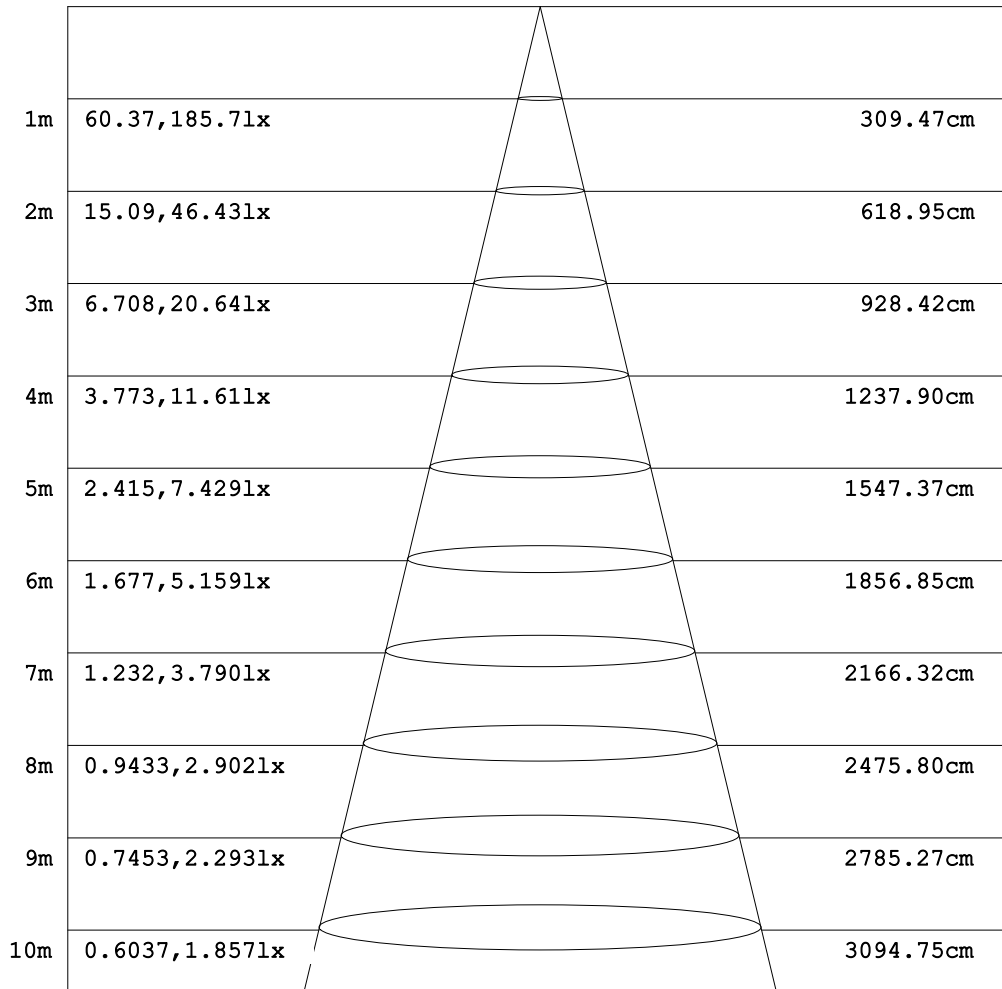 1m 60.37,185.7lx 309.47cm
2m 15.09,46.43lx 618.95cm
3m 6.708,20.64lx 928.42cm
4m 3.773,11.61lx 1237.90cm
5m 2.415,7.429lx 1547.37cm
6m 1.677,5.159lx 1856.85cm
7m 1.232,3.790lx 2166.32cm
8m 0.9433,2.902lx 2475.80cm
9m 0.7453,2.293lx 2785.27cm
10m 0.6037,1.857lx 3094.75cm